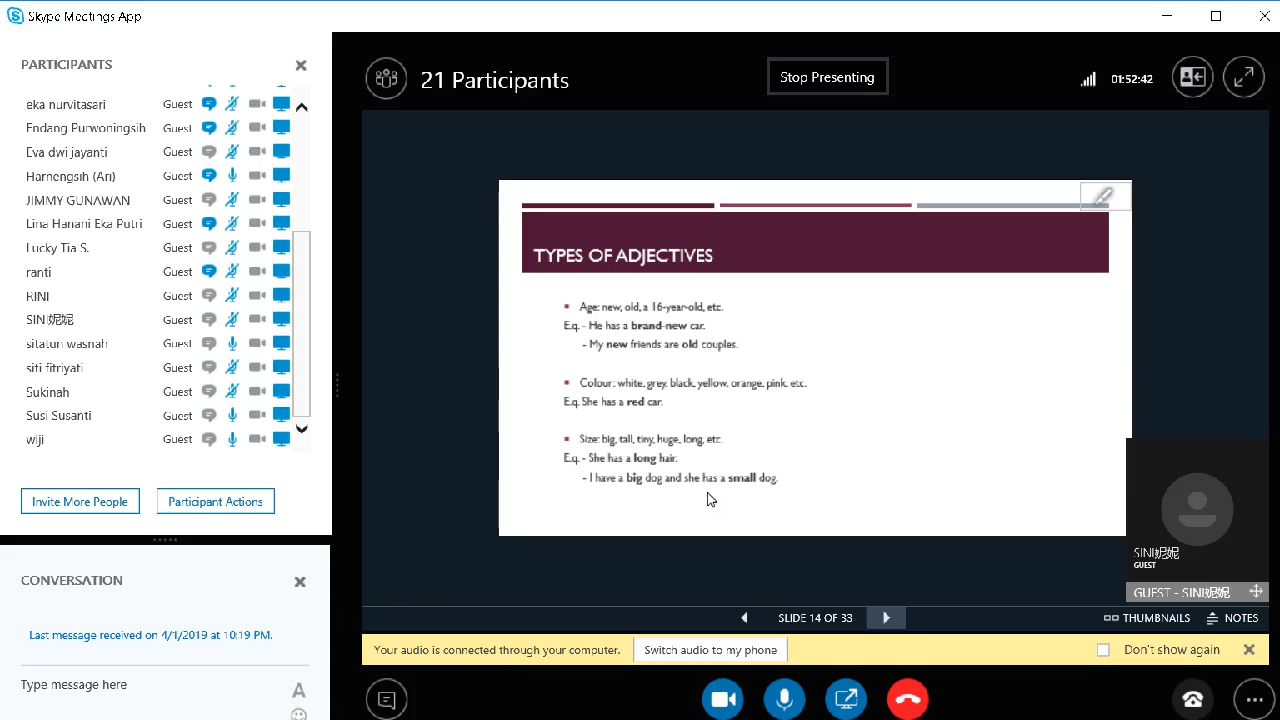 Skype Meetings App
PARTICIPANTS
eka nurvitasari Guest
Endang Purwoningsih Guest
Eva dwi jayanti Guest
Harnengsih (Ari) Guest
JIMMY GUNAWAN Guest
Lina Hanani Eka Putri Guest
Lucky Tia S. Guest
ranti Guest
RINI Guest
SINI妮妮 Guest
sitatun wasnah Guest
siti fitriyati Guest
Sukinah Guest
Susi Susanti Guest
wiji Guest
Invite More People Participant Actions
CONVERSATION
Last message received on 4/1/2019 at 10:19 PM.
Type message here
A
21 Participants
Stop Presenting
01:52:42
TYPES OF ADJECTIVES
▪ Age: new, old, a 16-year-old, etc.
E.q. - He has a brand-new car.
- My new friends are old couples.
▪ Colour: white, grey, black, yellow, orange, pink, etc.
E.q. She has a red car.
▪ Size: big, tall, tiny, huge, long, etc.
E.q. - She has a long hair.
- I have a big dog and she has a small dog.
SINI妮妮
GUEST
GUEST - SINI妮妮
SLIDE 14 OF 33
THUMBNAILS
NOTES
Your audio is connected through your computer. Switch audio to my phone Don't show again